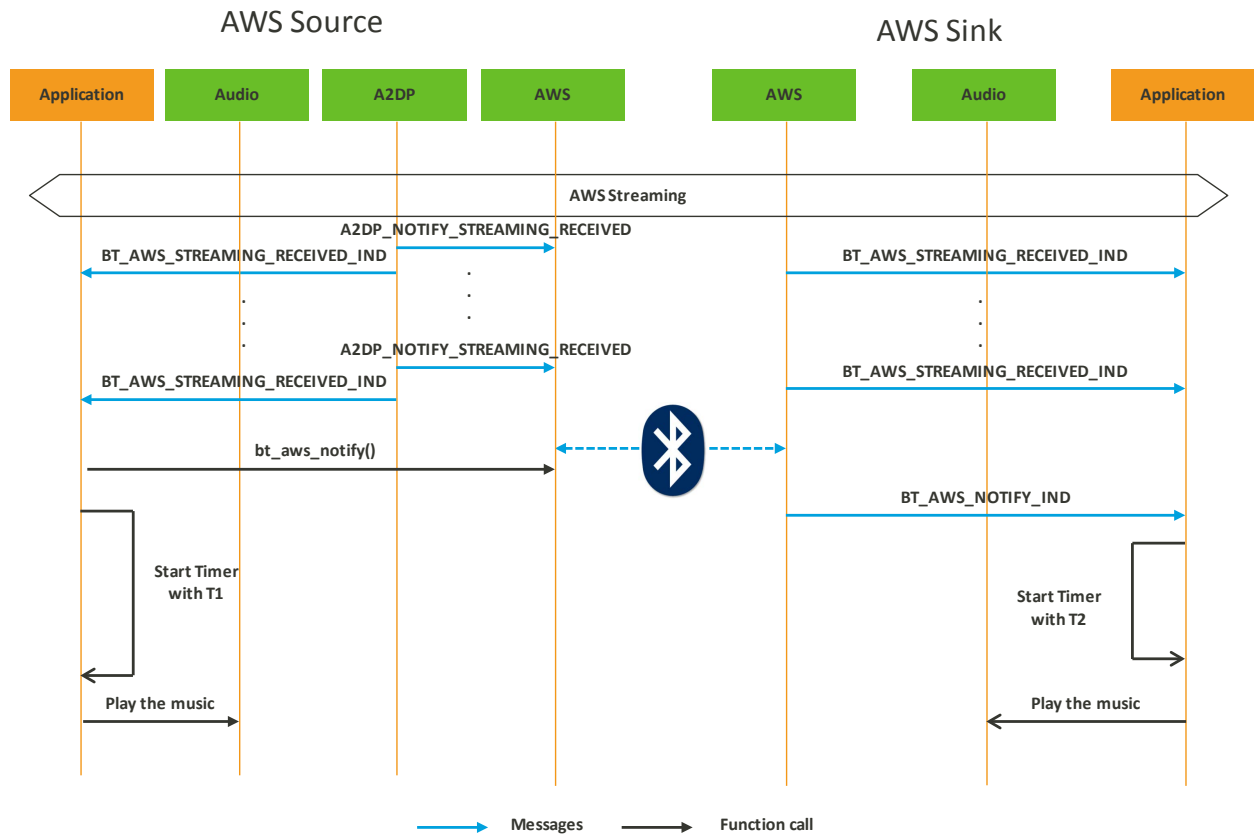 AWS Source
AWS Sink
Application
Audio
A2DP
AWS
AWS
Audio
Application
AWS Streaming
A2DP_NOTIFY_STREAMING_RECEIVED
BT_AWS_STREAMING_RECEIVED_IND
BT_AWS_STREAMING_RECEIVED_IND
A2DP_NOTIFY_STREAMING_RECEIVED
BT_AWS_STREAMING_RECEIVED_IND
BT_AWS_STREAMING_RECEIVED_IND
bt_aws_notify()
BT_AWS_NOTIFY_IND
Start Timer
with T1
Start Timer
with T2
Play the music
Play the music
Messages
Function call